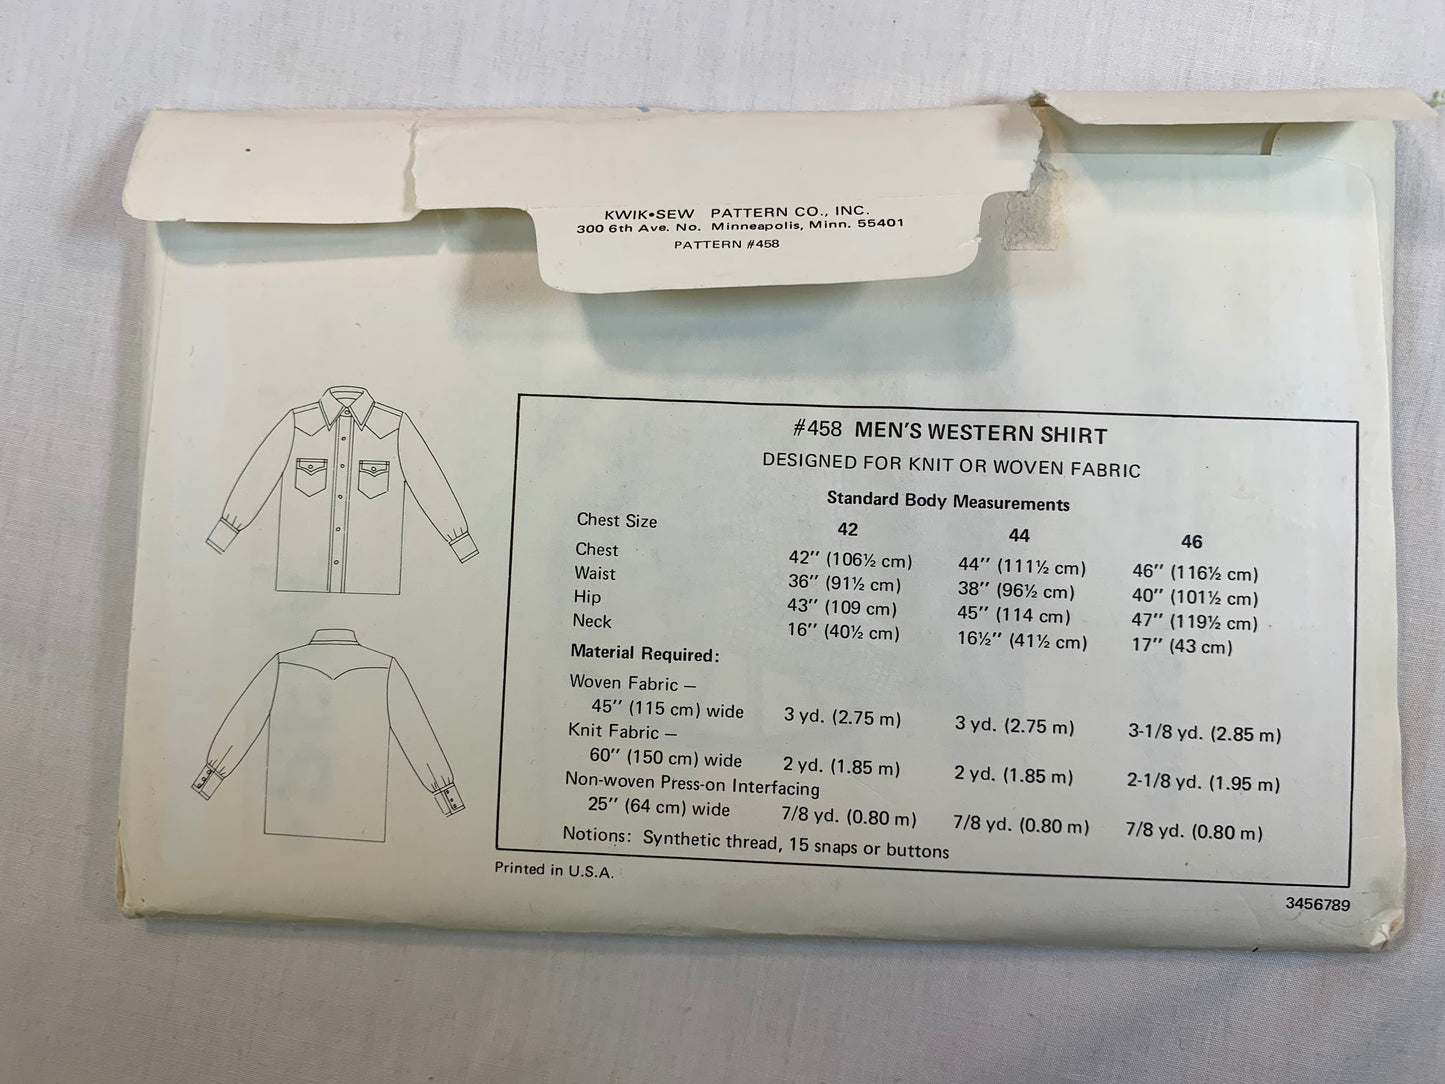 KWIK•SEW PATTERN CO., INC.
300 6th Ave. No. Minneapolis, Minn. 55401
PATTERN #458
#458 MEN'S WESTERN SHIRT
DESIGNED FOR KNIT OR WOVEN FABRIC
Standard Body Measurements
Chest Size 42 44 46
Chest 42" (106½ cm) 44" (111½ cm) 46" (116½ cm)
Waist 36" (91½ cm) 38" (96½ cm) 40" (101½ cm)
Hip 43" (109 cm) 45" (114 cm) 47" (119½ cm)
Neck 16" (40½ cm) 16½" (41½ cm) 17" (43 cm)
Material Required:
Woven Fabric —
45" (115 cm) wide 3 yd. (2.75 m) 3 yd. (2.75 m) 3-1/8 yd. (2.85 m)
Knit Fabric —
60" (150 cm) wide 2 yd. (1.85 m) 2 yd. (1.85 m) 2-1/8 yd. (1.95 m)
Non-woven Press-on Interfacing
25" (64 cm) wide 7/8 yd. (0.80 m) 7/8 yd. (0.80 m) 7/8 yd. (0.80 m)
Notions: Synthetic thread, 15 snaps or buttons
Printed in U.S.A.
3456789